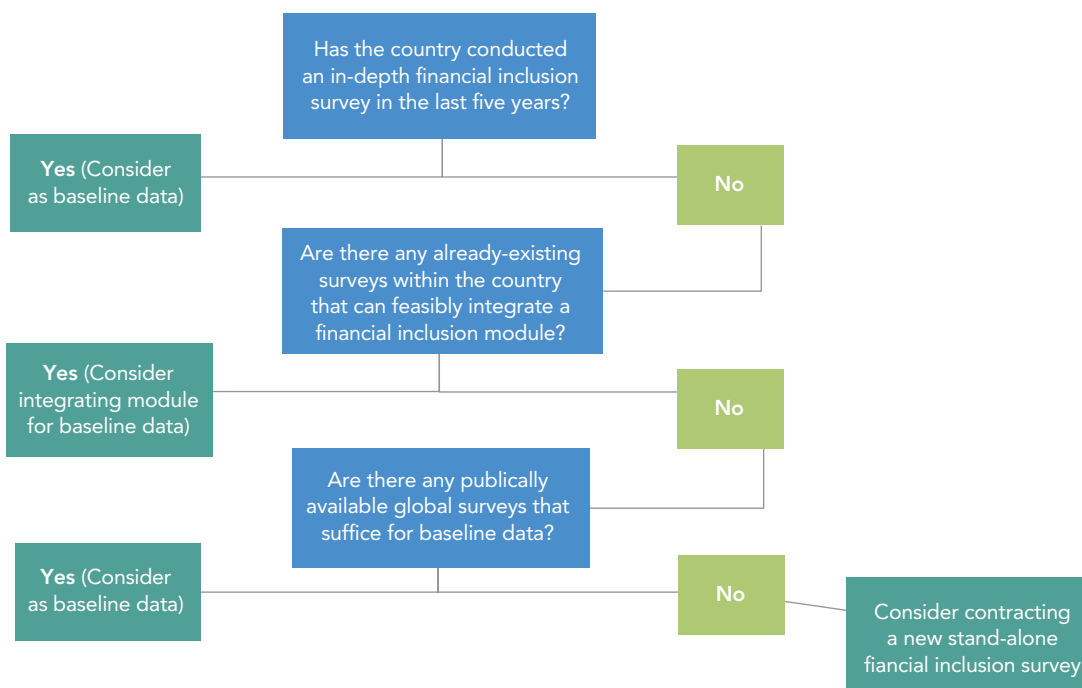 Has the country conducted
an in-depth financial inclusion
survey in the last five years?
Yes (Consider
as baseline data)
No
Are there any already-existing
surveys within the country
that can feasibly integrate a
financial inclusion module?
Yes (Consider
integrating module
for baseline data)
No
Are there any publically
available global surveys that
suffice for baseline data?
Yes (Consider
as baseline data)
No
Consider contracting
a new stand-alone
fiancial inclusion survey